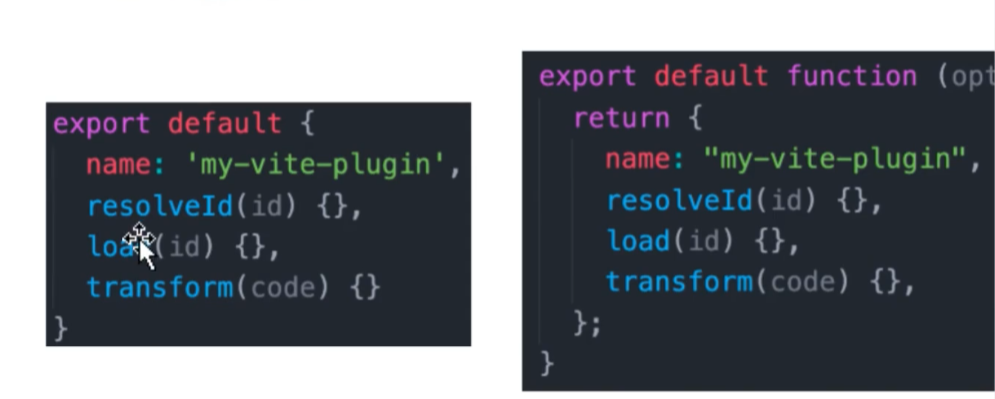 export default {
name: 'my-vite-plugin',
resolveId(id) {},
load(id) {},
transform(code) {}
}
export default function (opt
return {
name: "my-vite-plugin",
resolveId(id) {},
load(id) {},
transform(code) {},
};
}